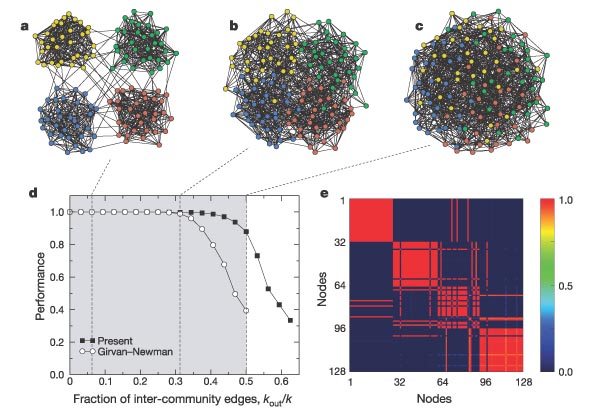 a
b
c
d
e
1.0
0.8
0.6
0.4
0.2
0.0
Performance
Present
Girvan–Newman
0 0.1 0.2 0.3 0.4 0.5 0.6
Fraction of inter-community edges, kout/k
1
32
64
96
128
Nodes
1 32 64 96 128
Nodes
1.0
0.5
0.0